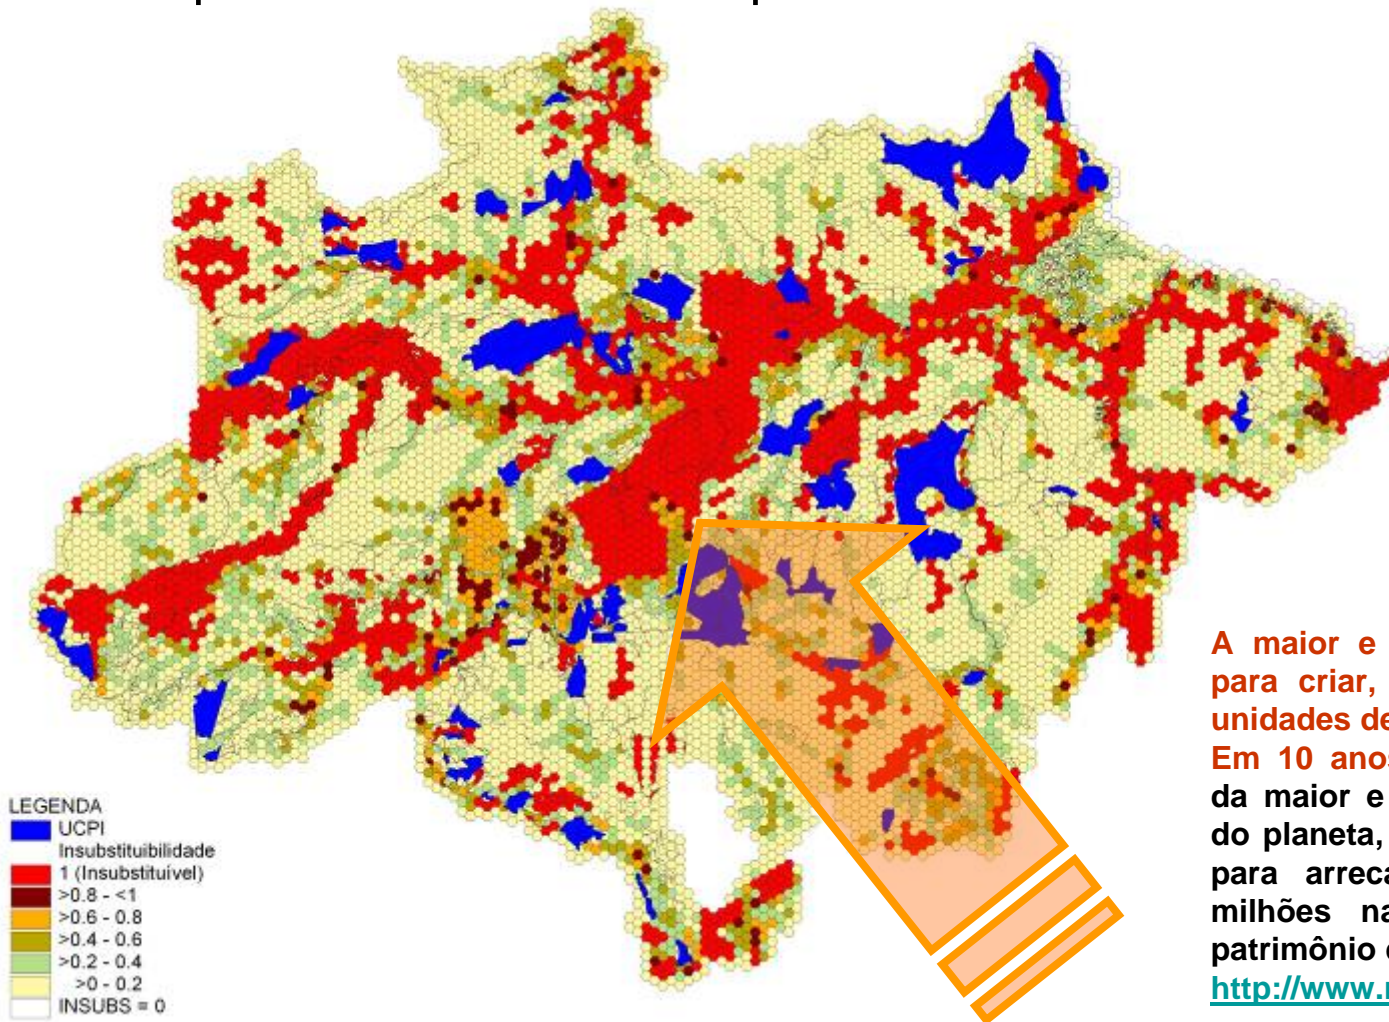 LEGENDA
UCPI
Insubstituibilidade
1 (Insubstituível)
>0.8 - <1
>0.6 - 0.8
>0.4 - 0.6
>0.2 - 0.4
>0 - 0.2
INSUBS = 0
A maior e
para criar,
unidades de
Em 10 anos
da maior e
do planeta,
para arreca
milhões na
patrimônio
http://www.